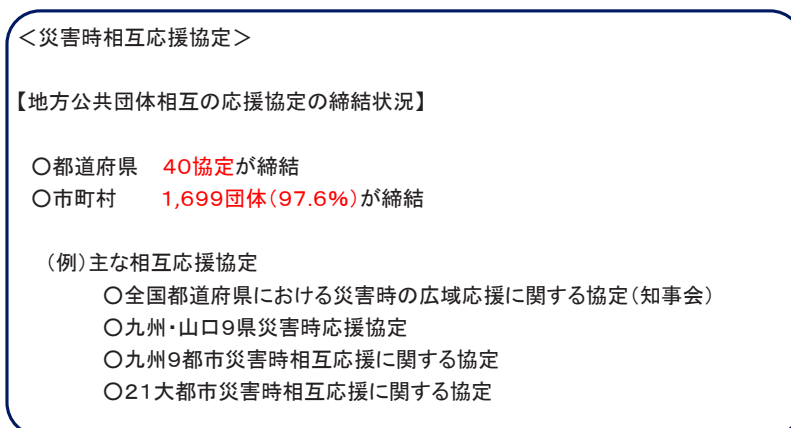 ＜災害時相互応援協定＞
【地方公共団体相互の応援協定の締結状況】
○都道府県　４０協定が締結
○市町村　　1,699団体（97.6％）が締結
（例）主な相互応援協定
○全国都道府県における災害時の広域応援に関する協定（知事会）
○九州・山口９県災害時応援協定
○九州９都市災害時相互応援に関する協定
○２１大都市災害時相互応援に関する協定